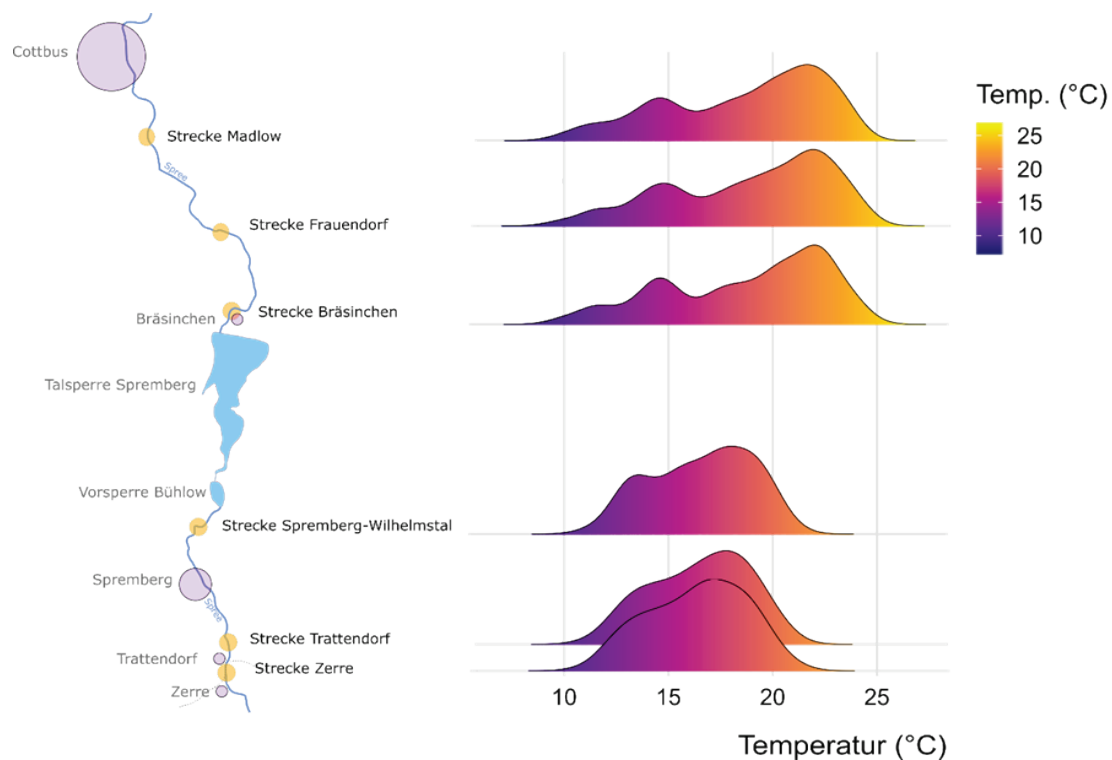 Cottbus
Strecke Madlow
Spree
Strecke Frauendorf
Bräsinchen
Strecke Bräsinchen
Talsperre Spremberg
Vorsperre Bühlow
Strecke Spremberg-Wilhelmstal
Spremberg
Spree
Strecke Trattendorf
Trattendorf
Strecke Zerre
Zerre
10 15 20 25
Temperatur (°C)
Temp. (°C)
25
20
15
10